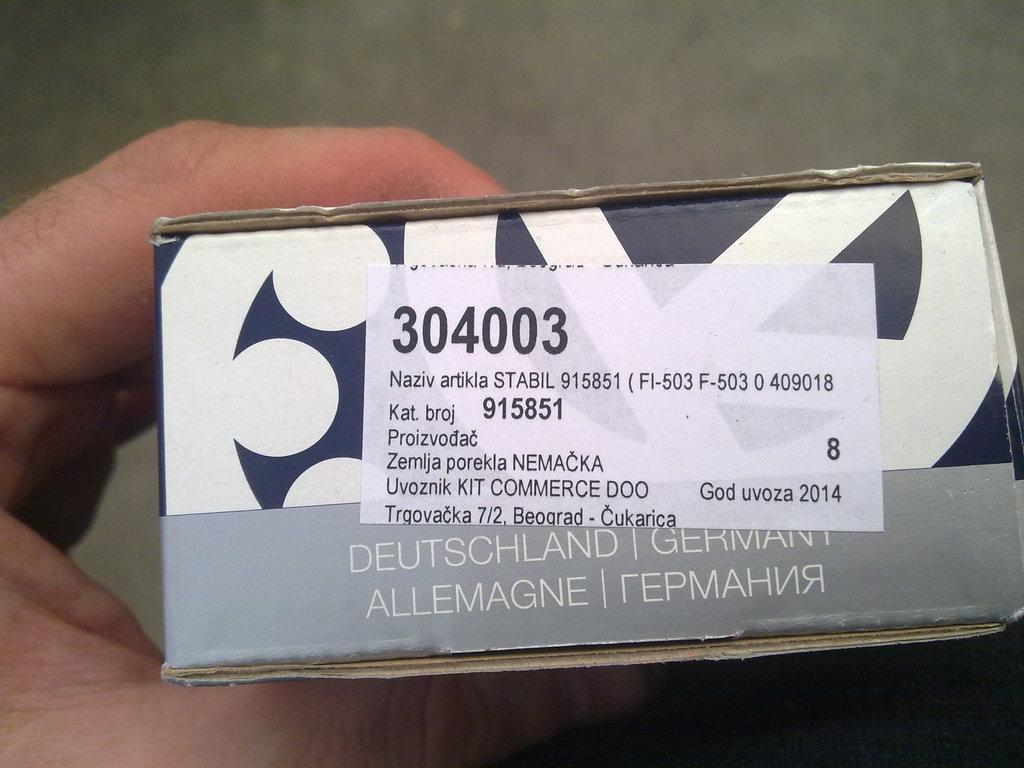 304003
Naziv artikla STABIL 915851 ( FI-503 F-503 0 409018
Kat. broj 915851
Proizvođač 8
Zemlja porekla NEMAČKA
Uvoznik KIT COMMERCE DOO God uvoza 2014
Trgovačka 7/2, Beograd - Čukarica
DEUTSCHLAND | GERMANY
ALLEMAGNE | ГЕРМАНИЯ